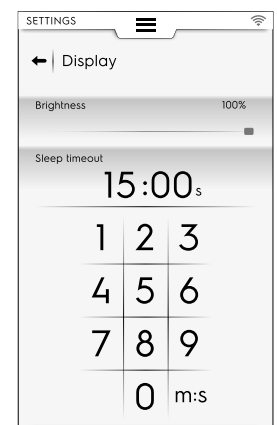 SETTINGS
Display
Brightness 100%
Sleep timeout
15:00s
1 2 3
4 5 6
7 8 9
0 m:s